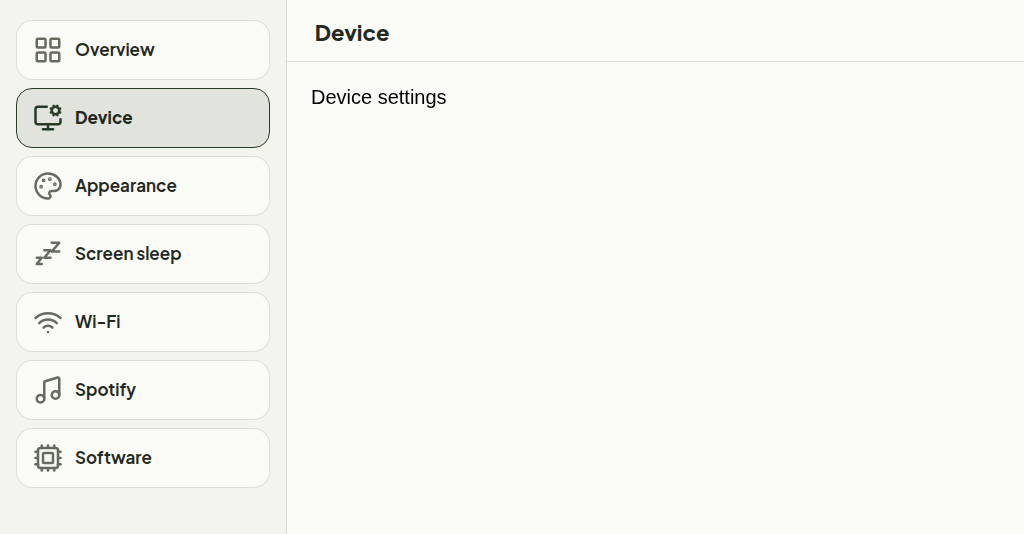 Overview
Device
Appearance
Screen sleep
Wi-Fi
Spotify
Software
Device
Device settings